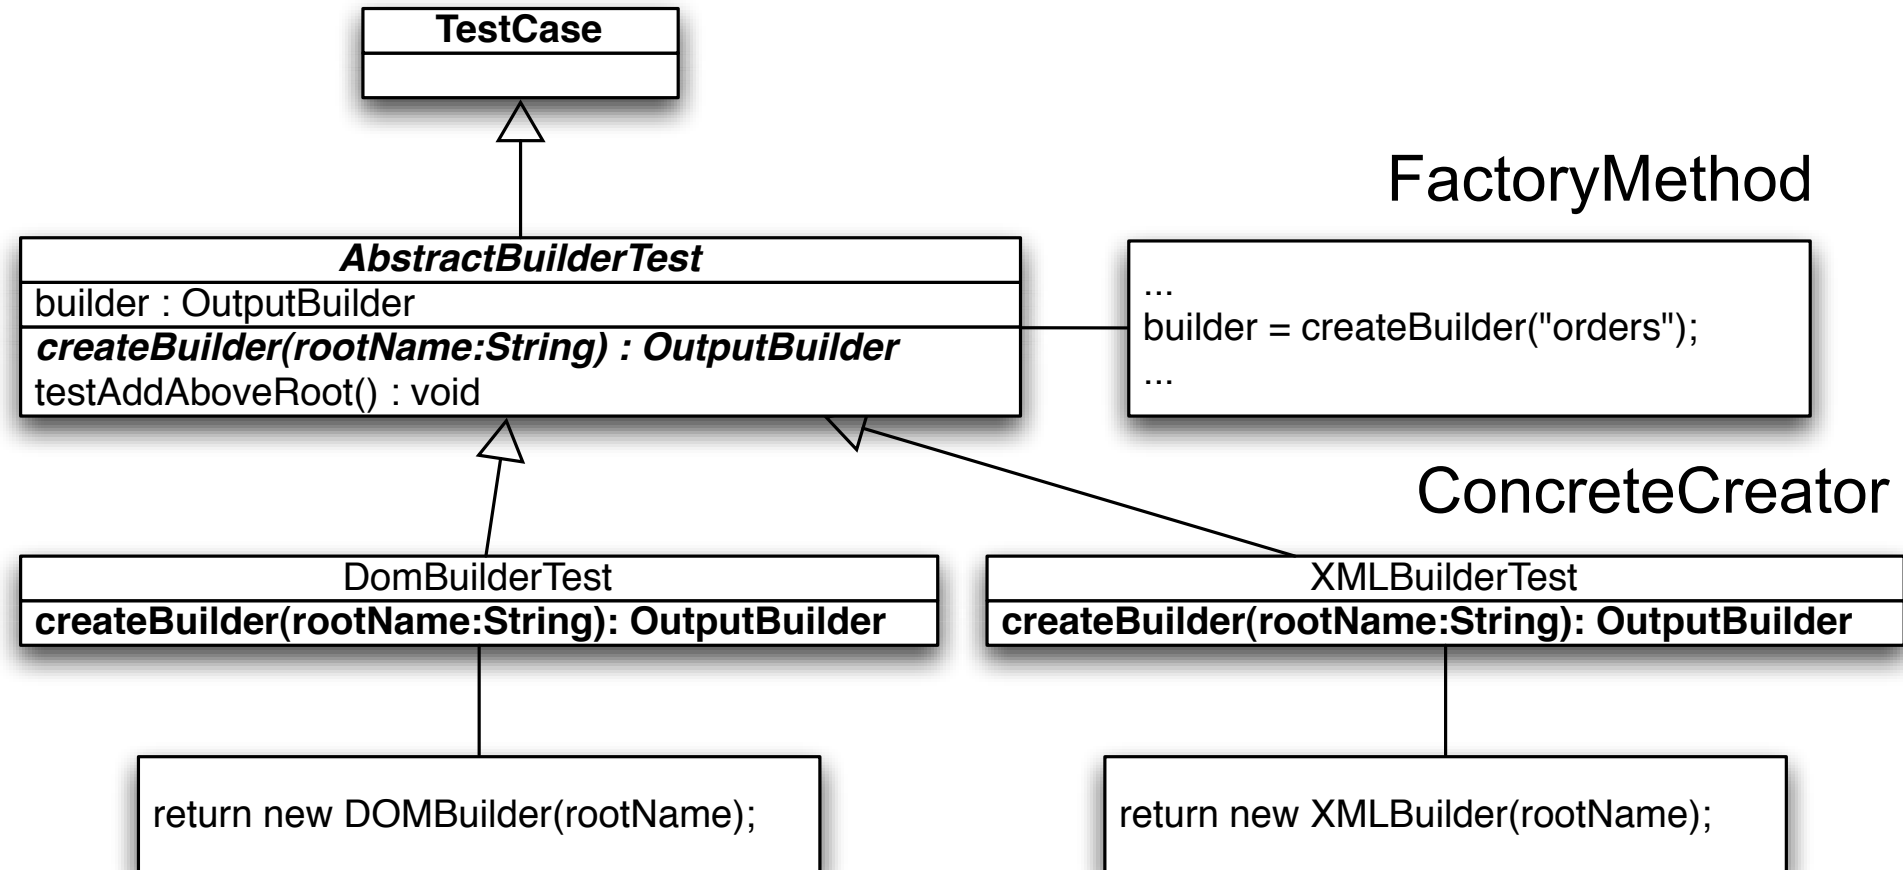 TestCase
FactoryMethod
AbstractBuilderTest
builder : OutputBuilder
createBuilder(rootName:String) : OutputBuilder
testAddAboveRoot() : void
...
builder = createBuilder("orders");
...
ConcreteCreator
DomBuilderTest
createBuilder(rootName:String): OutputBuilder
XMLBuilderTest
createBuilder(rootName:String): OutputBuilder
return new DOMBuilder(rootName);
return new XMLBuilder(rootName);